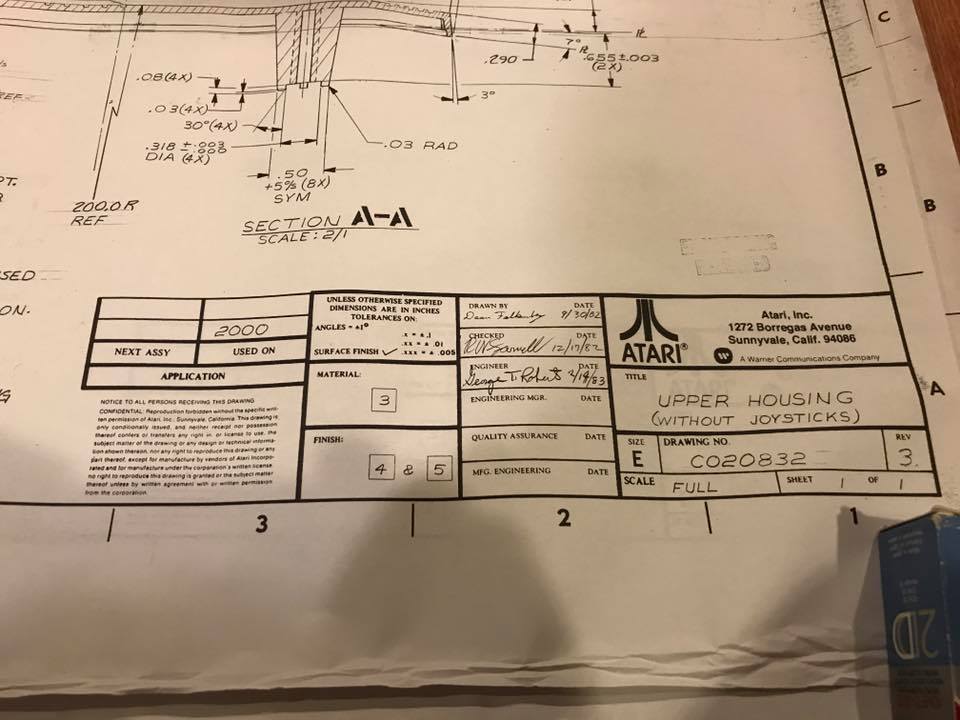 C
7°
℄
℄
.290
.655±.003
(2X)
.08(4X)
.03(4X)
3°
30°(4X)
.318 +.003 -.000
DIA (4X)
.03 RAD
.50
+5% (8X)
SYM
B
B
200.0R
REF
SECTION A-A
SCALE: 2/1
SED
ON.
2000
NEXT ASSY USED ON
APPLICATION
NOTICE TO ALL PERSONS RECEIVING THIS DRAWING
CONFIDENTIAL: Reproduction forbidden without the specific writ-
ten permission of Atari, Inc., Sunnyvale, California. This drawing is
only conditionally issued, and neither receipt nor possession
thereof confers or transfers any right in, or license to use, the
subject matter of the drawing or any design or technical informa-
tion shown thereon, nor any right to reproduce this drawing or any
part thereof, except for manufacture by vendors of Atari Incorpo-
rated and for manufacture under the corporation's written license,
no right to reproduce this drawing is granted or the subject matter
thereof unless by written agreement with or written permission
from the corporation.
UNLESS OTHERWISE SPECIFIED
DIMENSIONS ARE IN INCHES
TOLERANCES ON:
ANGLES = ±1°
.X = ± .1
.XX = ± .01
SURFACE FINISH ✓ .XXX = ± .005
MATERIAL:
3
FINISH:
4 & 5
DRAWN BY DATE
9/30/82
CHECKED DATE
12/17/82
ENGINEER DATE
George T. Roberts 2/18/83
ENGINEERING MGR. DATE
QUALITY ASSURANCE DATE
MFG. ENGINEERING DATE
ATARI®
Atari, Inc.
1272 Borregas Avenue
Sunnyvale, Calif. 94086
A Warner Communications Company
TITLE
UPPER HOUSING
(WITHOUT JOYSTICKS)
SIZE DRAWING NO. REV
E C020832 3
SCALE FULL SHEET 1 OF 1
A
3 2 1
2D